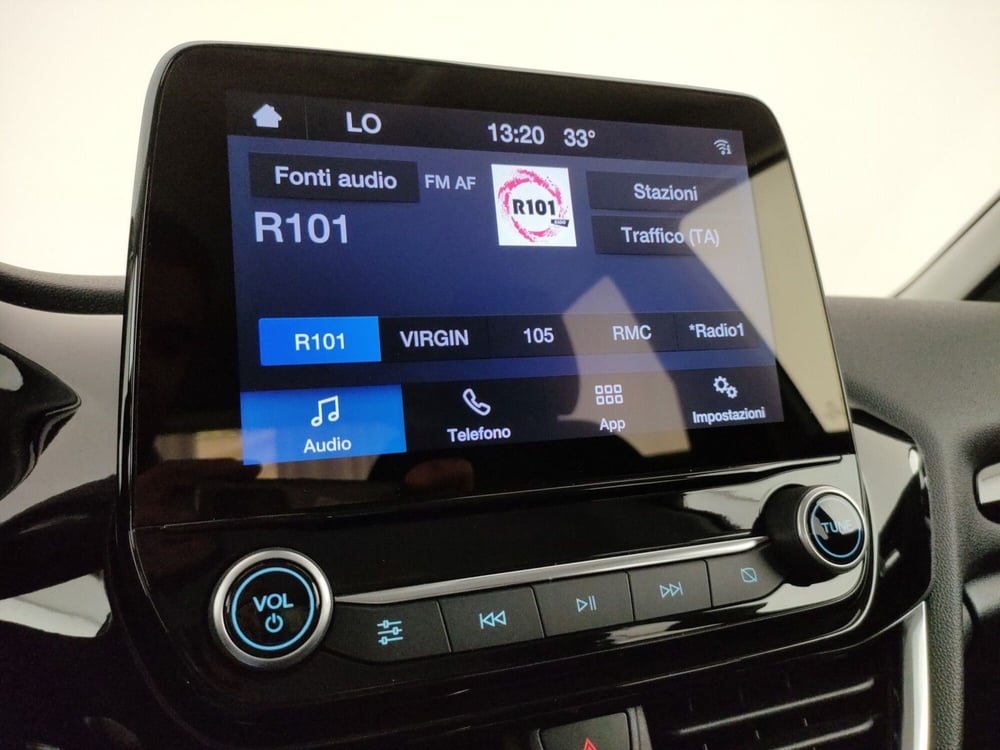 LO 13:20 33°
Fonti audio FM AF R101 Stazioni
R101 Traffico (TA)
R101 VIRGIN 105 RMC *Radio1
Audio Telefono App Impostazioni
VOL TUNE